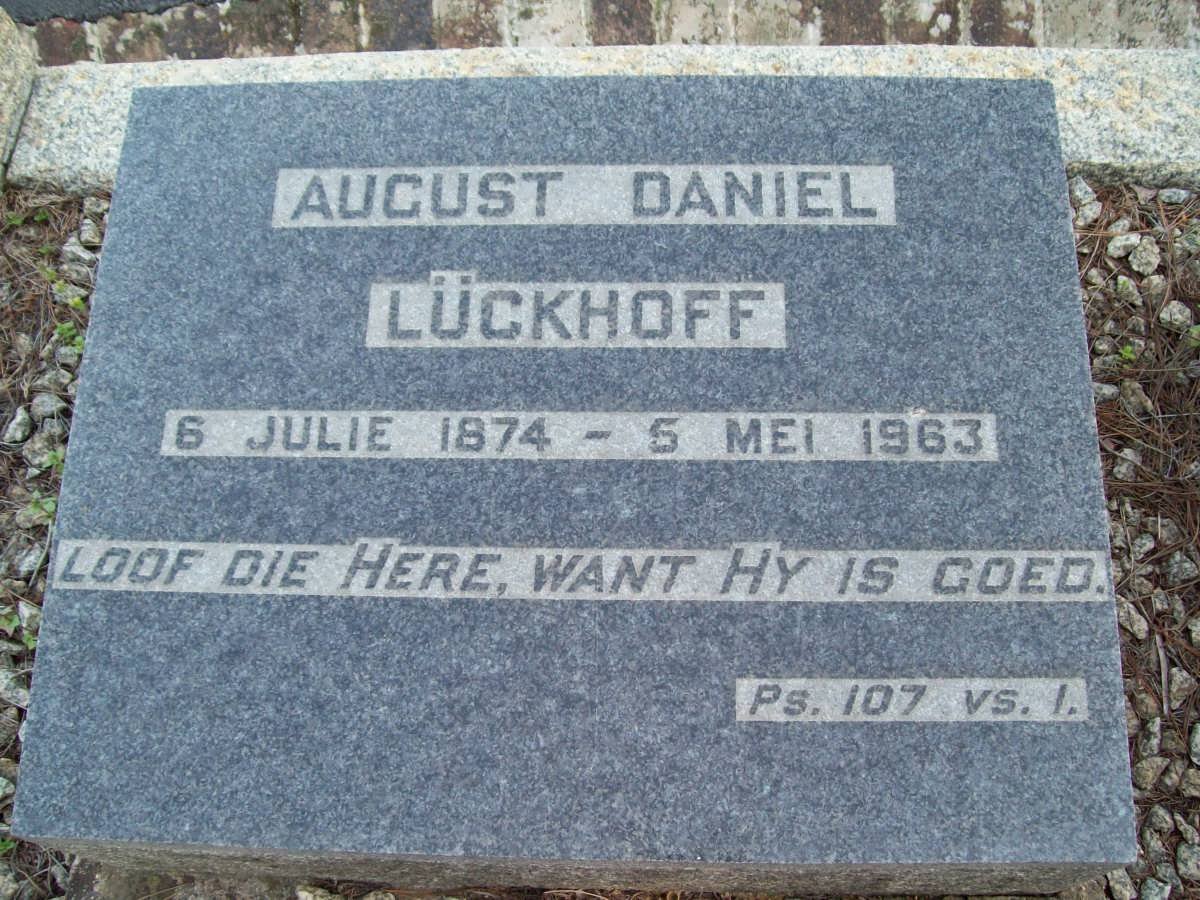 AUGUST DANIEL
LÜCKHOFF
6 JULIE 1874 – 5 MEI 1963
LOOF DIE HERE, WANT HY IS GOED.
Ps. 107 vs. 1.